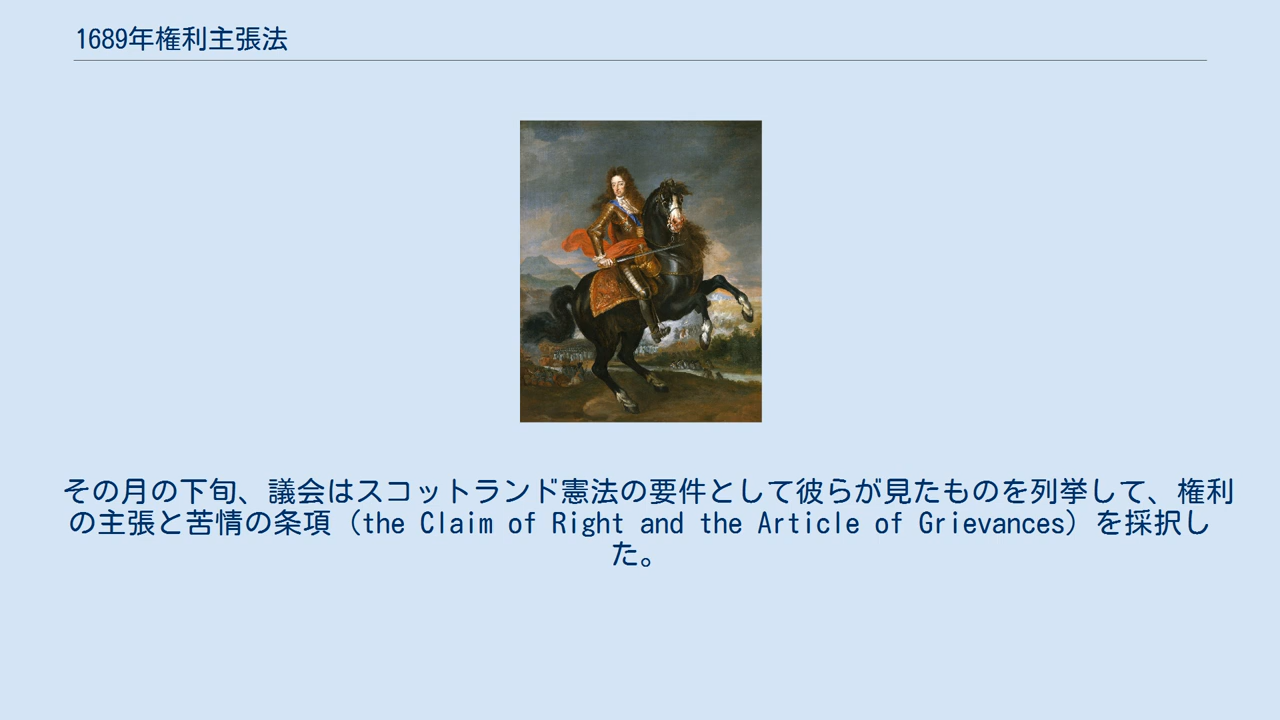 1689年権利主張法
その月の下旬、議会はスコットランド憲法の要件として彼らが見たものを列挙して、権利
の主張と苦情の条項（the Claim of Right and the Article of Grievances）を採択し
た。